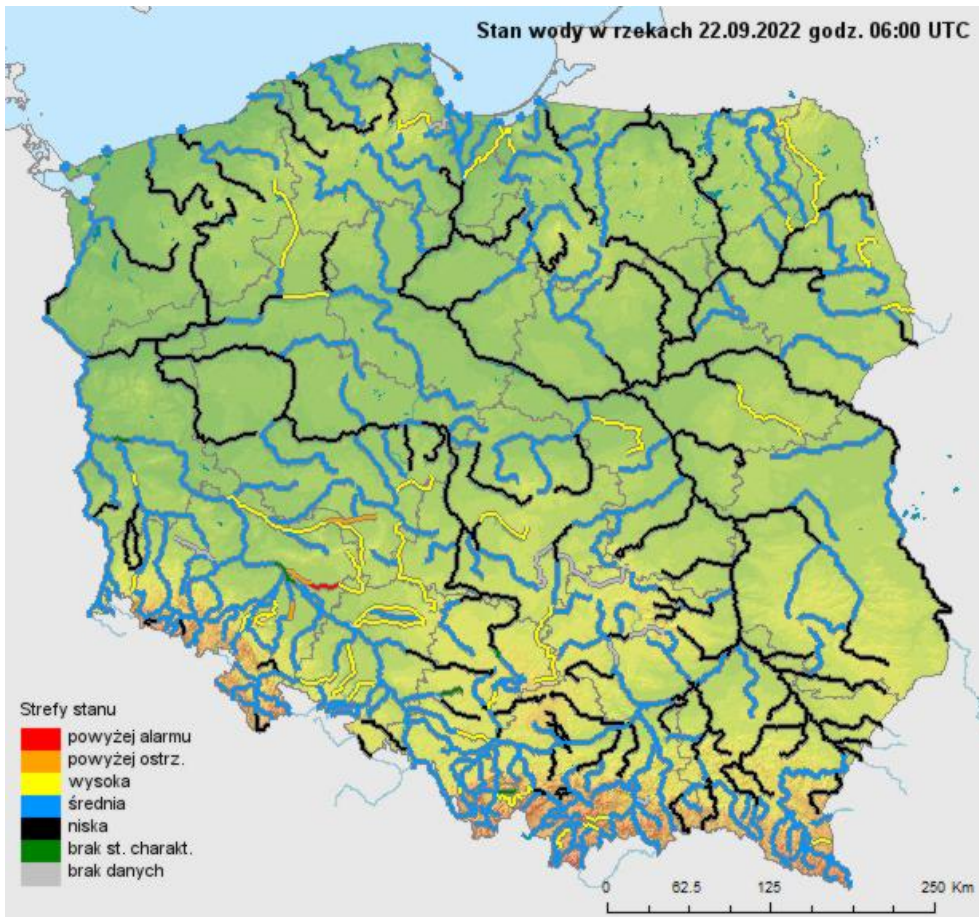 Stan wody w rzekach 22.09.2022 godz. 06:00 UTC
Strefy stanu
powyżej alarmu
powyżej ostrz.
wysoka
średnia
niska
brak st. charakt.
brak danych
0 62.5 125 250 Km